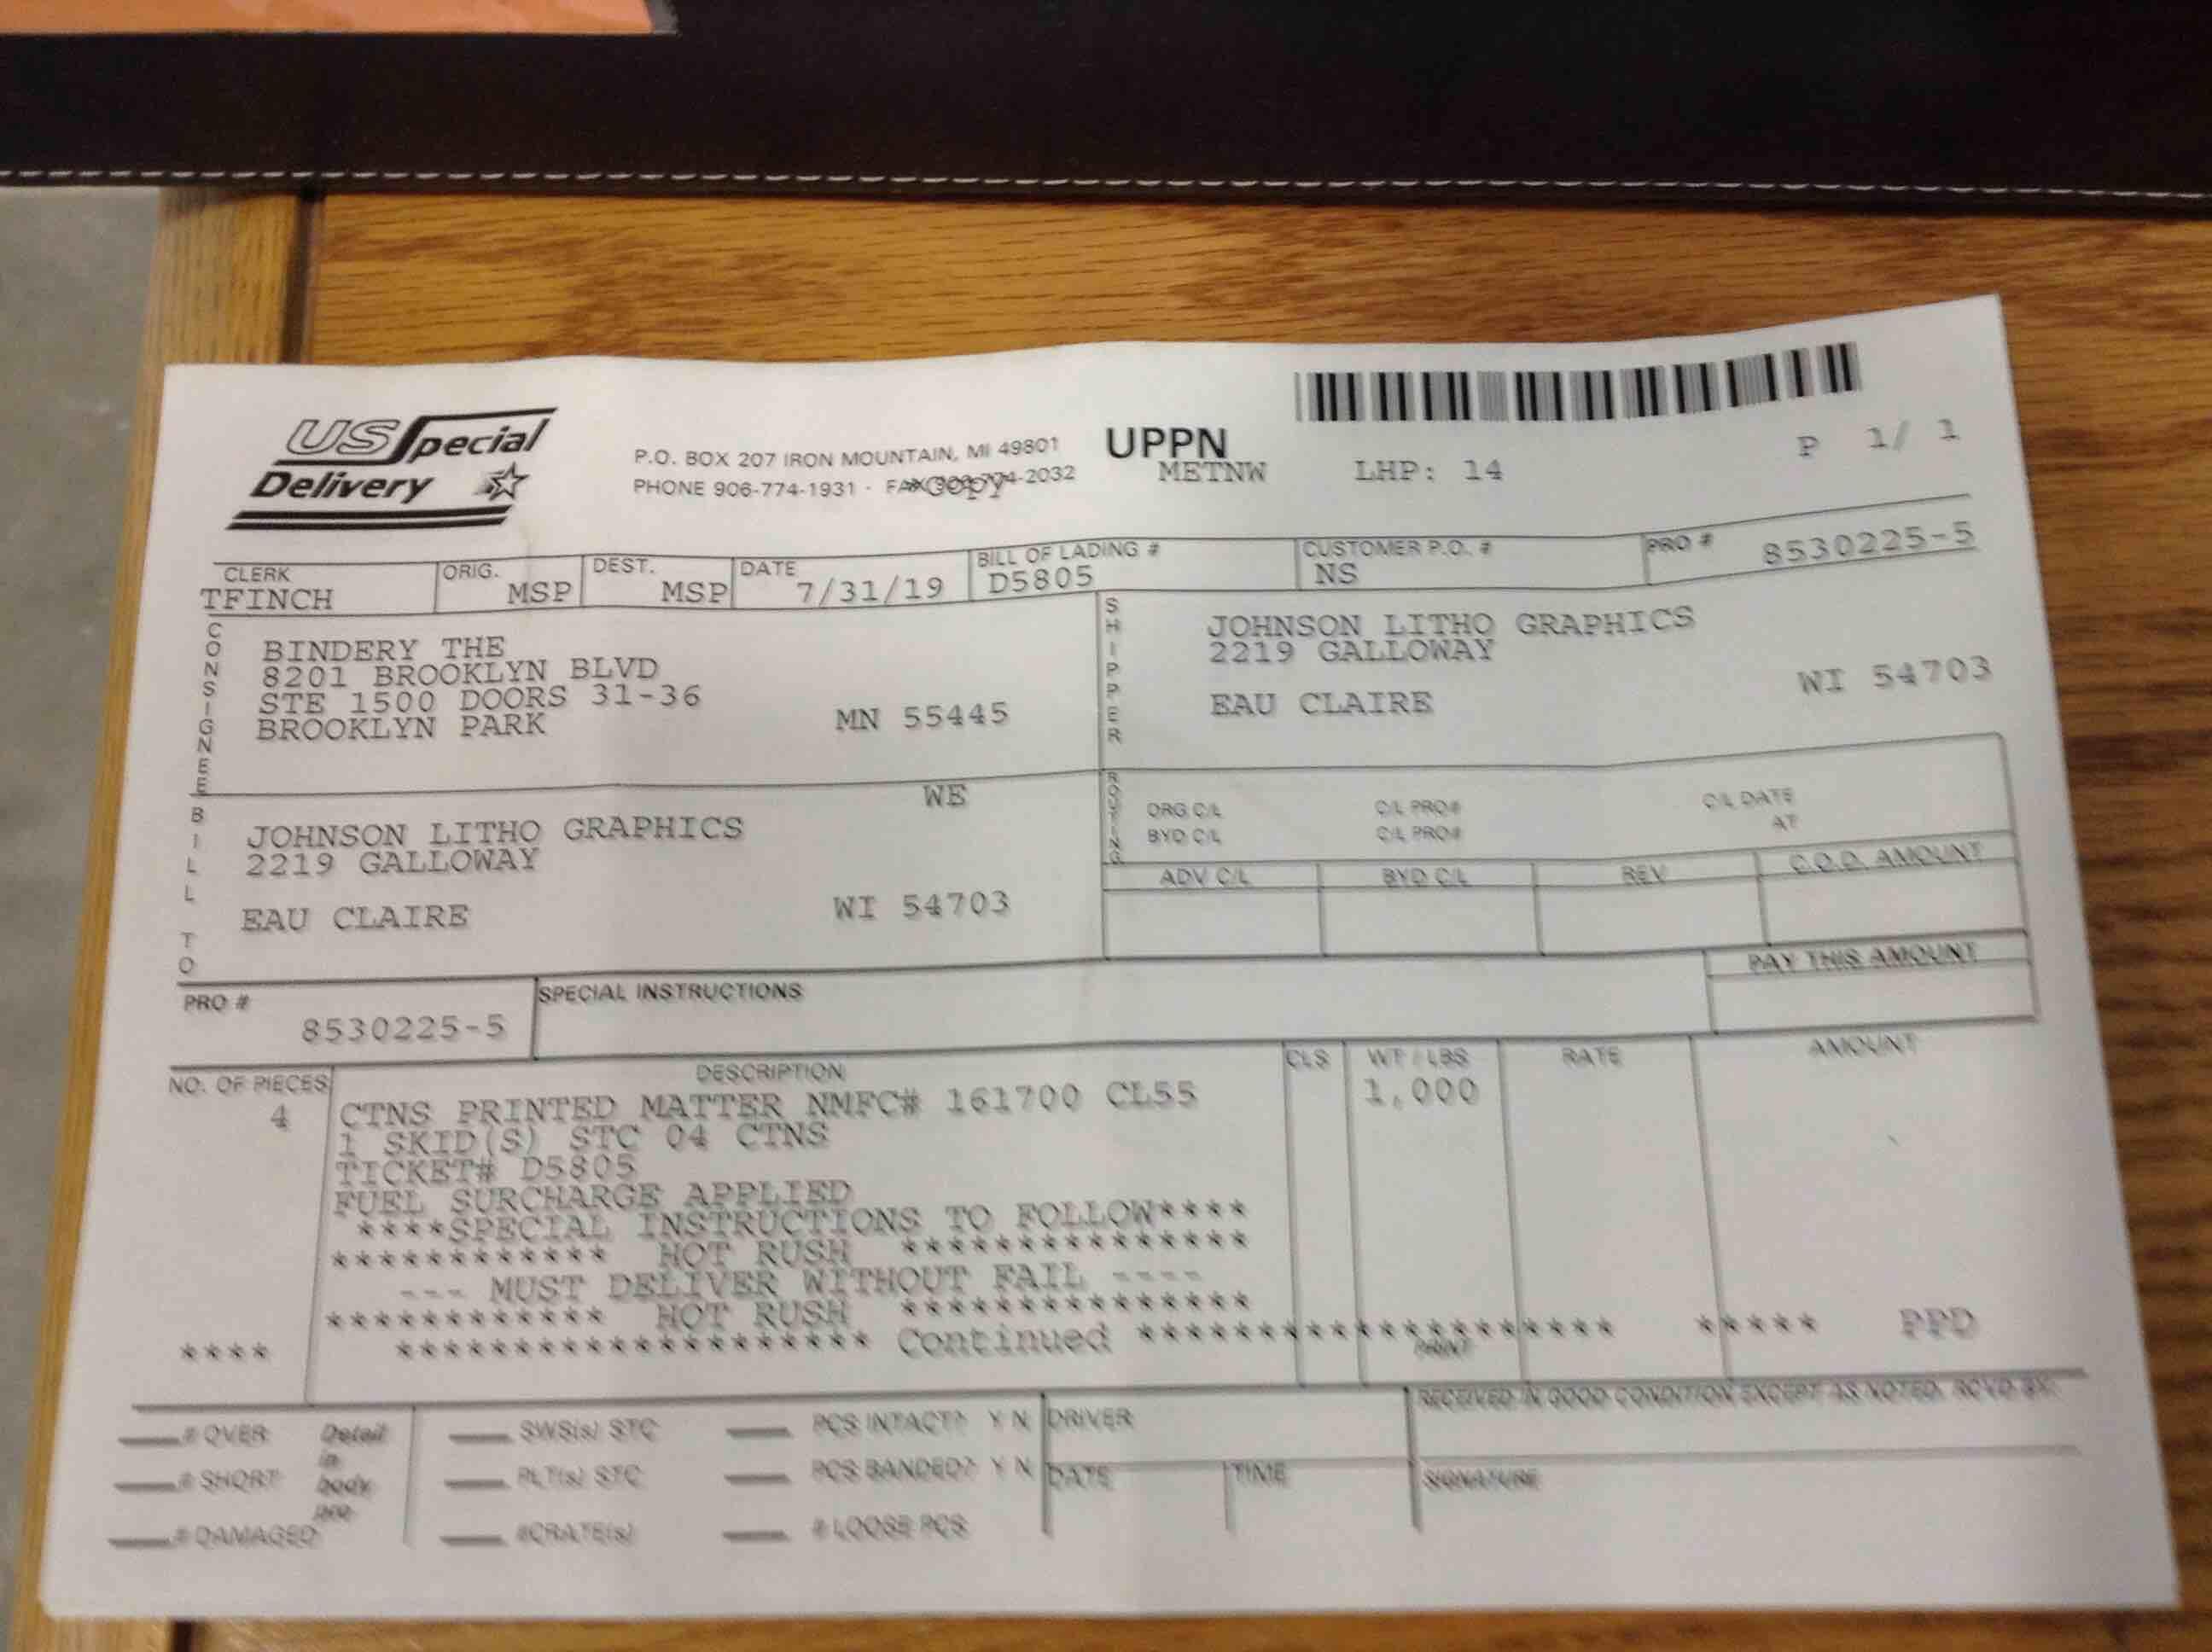 US Special
Delivery
P.O. BOX 207 IRON MOUNTAIN, MI 49801
PHONE 906-774-1931 - FAX 906-774-2032
*Copy*
UPPN
METNW
LHP: 14
P 1/ 1
CLERK
TFINCH
ORIG.
MSP
DEST.
MSP
DATE
7/31/19
BILL OF LADING #
D5805
CUSTOMER P.O. #
NS
PRO #
8530225-5
CONSIGNEE
BINDERY THE
8201 BROOKLYN BLVD
STE 1500 DOORS 31-36
BROOKLYN PARK MN 55445
SHIPPER
JOHNSON LITHO GRAPHICS
2219 GALLOWAY
EAU CLAIRE WI 54703
BILL TO
WE
JOHNSON LITHO GRAPHICS
2219 GALLOWAY
EAU CLAIRE WI 54703
ROUTING
ORG C/L C/L PRO# C/L DATE
BYD C/L C/L PRO# AT
ADV C/L BYD C/L REV C.O.D. AMOUNT
PAY THIS AMOUNT
PRO #
8530225-5
SPECIAL INSTRUCTIONS
NO. OF PIECES DESCRIPTION CLS WT / LBS RATE AMOUNT
4 CTNS PRINTED MATTER NMFC# 161700 CL55 1,000
1 SKID(S) STC 04 CTNS
TICKET# D5805
FUEL SURCHARGE APPLIED
****SPECIAL INSTRUCTIONS TO FOLLOW****
************ HOT RUSH ***************
--- MUST DELIVER WITHOUT FAIL ----
************ HOT RUSH ***************
**** ********************* Continued ********************* ***** PPD
PRINT
# OVER
# SHORT
# DAMAGED
Detail
in
body
SWS(s) STC
PLT(s) STC
#CRATE(s)
PCS INTACT? Y N
PCS BANDED? Y N
# LOOSE PCS
DRIVER
DATE TIME
RECEIVED IN GOOD CONDITION EXCEPT AS NOTED. RCVD BY:
SIGNATURE